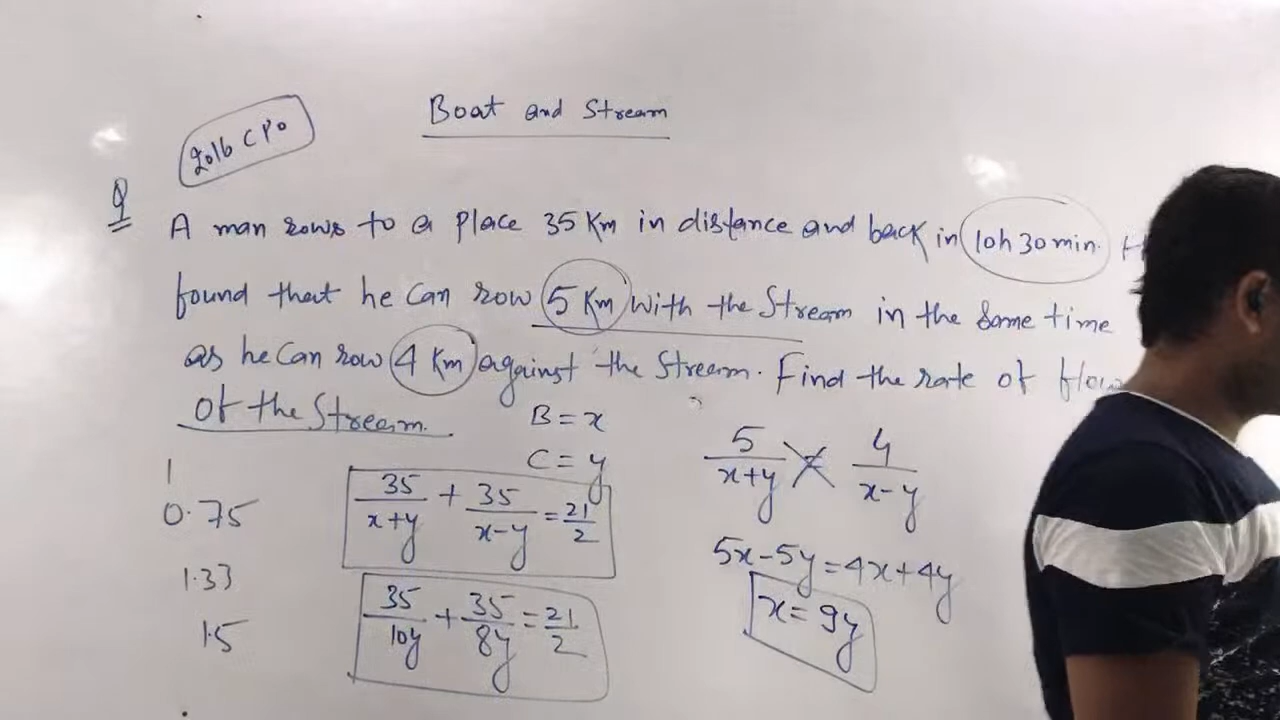 Boat and Stream
2016 CPO
Q
A man rows to a place 35 Km in distance and back in 10h 30min.
found that he can row 5 Km with the Stream in the same time
as he can row 4 Km against the Stream. Find the rate of flow
of the Stream.
B = x
C = y
1
0.75
1.33
1.5
35/x+y + 35/x-y = 21/2
35/10y + 35/8y = 21/2
5/x+y = 4/x-y
5x-5y=4x+4y
x=9y